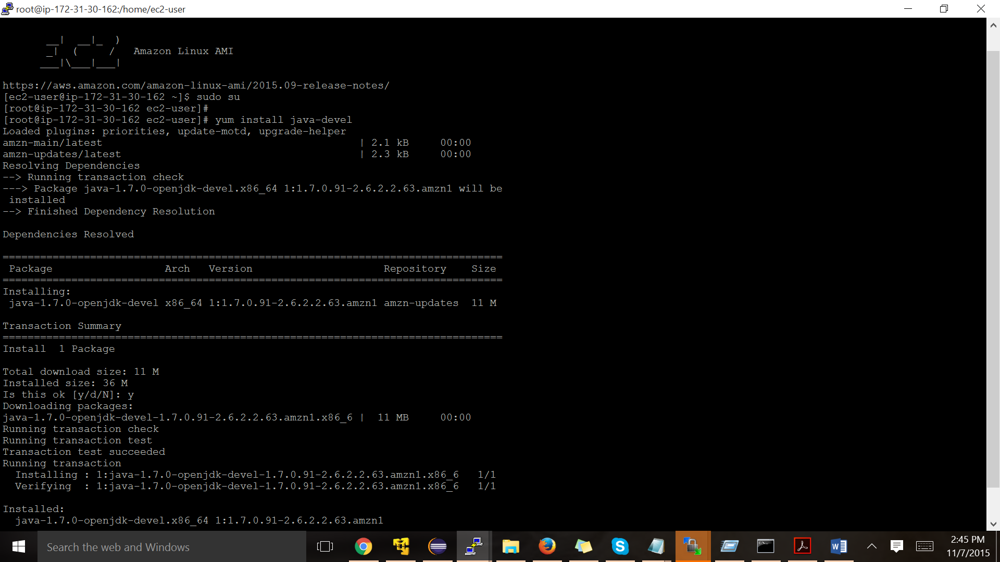 root@ip-172-31-30-162:/home/ec2-user
       __|  __|_  )
       _|  (     /   Amazon Linux AMI
      ___|\___|___|
https://aws.amazon.com/amazon-linux-ami/2015.09-release-notes/
[ec2-user@ip-172-31-30-162 ~]$ sudo su
[root@ip-172-31-30-162 ec2-user]#
[root@ip-172-31-30-162 ec2-user]# yum install java-devel
Loaded plugins: priorities, update-motd, upgrade-helper
amzn-main/latest                                         | 2.1 kB     00:00
amzn-updates/latest                                      | 2.3 kB     00:00
Resolving Dependencies
--> Running transaction check
---> Package java-1.7.0-openjdk-devel.x86_64 1:1.7.0.91-2.6.2.2.63.amzn1 will be
 installed
--> Finished Dependency Resolution
Dependencies Resolved
================================================================================
 Package                  Arch   Version                     Repository    Size
================================================================================
Installing:
 java-1.7.0-openjdk-devel x86_64 1:1.7.0.91-2.6.2.2.63.amzn1 amzn-updates  11 M
Transaction Summary
================================================================================
Install  1 Package
Total download size: 11 M
Installed size: 36 M
Is this ok [y/d/N]: y
Downloading packages:
java-1.7.0-openjdk-devel-1.7.0.91-2.6.2.2.63.amzn1.x86_6 |  11 MB     00:00
Running transaction check
Running transaction test
Transaction test succeeded
Running transaction
  Installing : 1:java-1.7.0-openjdk-devel-1.7.0.91-2.6.2.2.63.amzn1.x86_6   1/1
  Verifying  : 1:java-1.7.0-openjdk-devel-1.7.0.91-2.6.2.2.63.amzn1.x86_6   1/1
Installed:
  java-1.7.0-openjdk-devel.x86_64 1:1.7.0.91-2.6.2.2.63.amzn1
Search the web and Windows
2:45 PM
11/7/2015